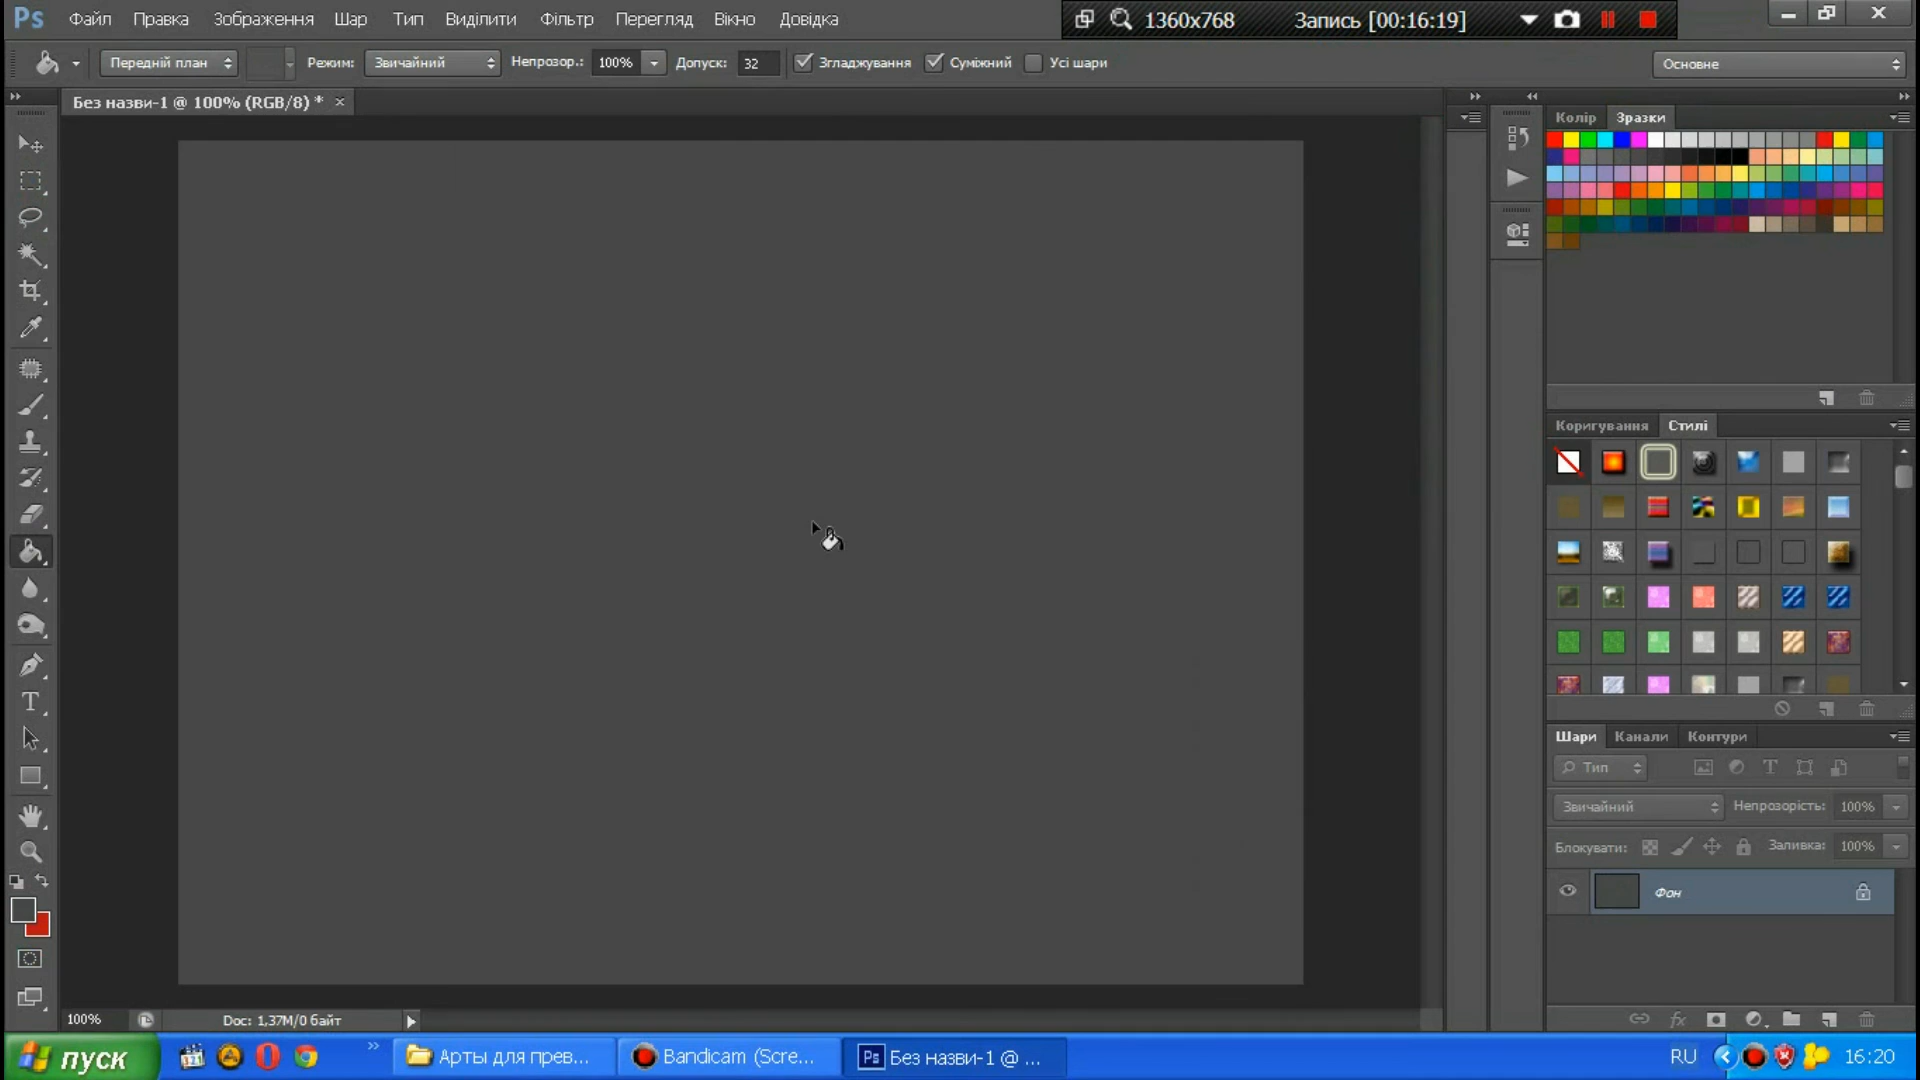 Ps Файл Правка Зображення Шар Тип Виділити Фільтр Перегляд Вікно Довідка 1360x768 Запись [00:16:19]
Передній план Режим: Звичайний Непрозор.: 100% Допуск: 32 Згладжування Суміжний Усі шари Основне
Без назви-1 @ 100% (RGB/8) *
Колір Зразки
Коригування Стилі
Шари Канали Контури
Тип
Звичайний Непрозорість: 100%
Блокувати: Заливка: 100%
Фон
100% Doc: 1,37M/0 байт
пуск Арты для прев... Bandicam (Scre... Ps Без назви-1 @ ... RU 16:20